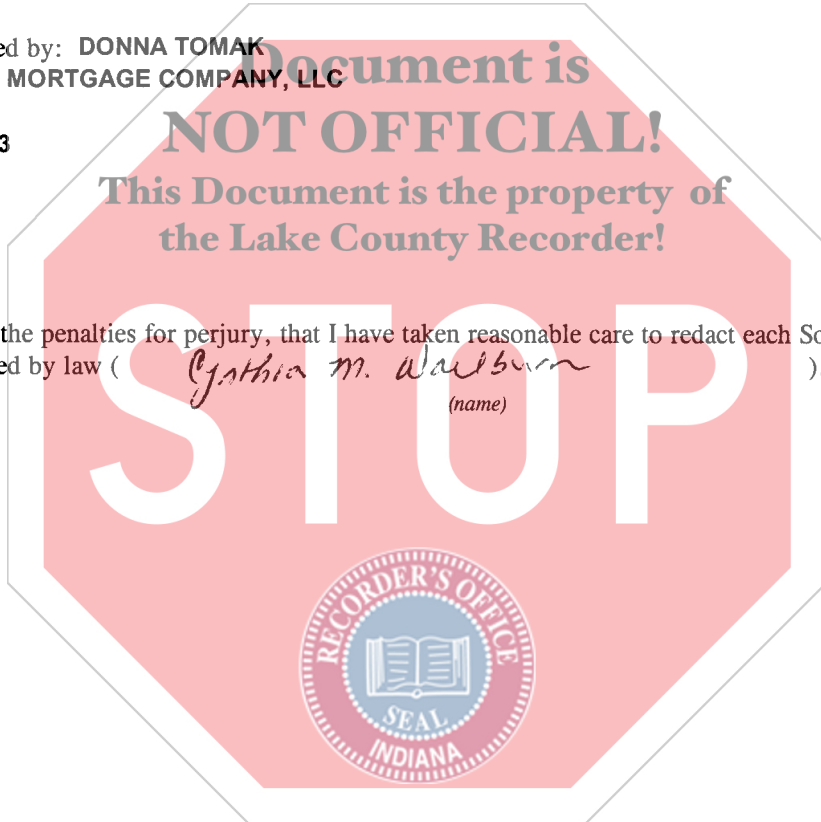 ed by: DONNA TOMAK
MORTGAGE COMPANY, LLC
Document is
3
NOT OFFICIAL!
This Document is the property of
the Lake County Recorder!
the penalties for perjury, that I have taken reasonable care to redact each So
ed by law ( Cynthia M. )
(name)
STOP
RECORDER'S OFFICE
SEAL
INDIANA